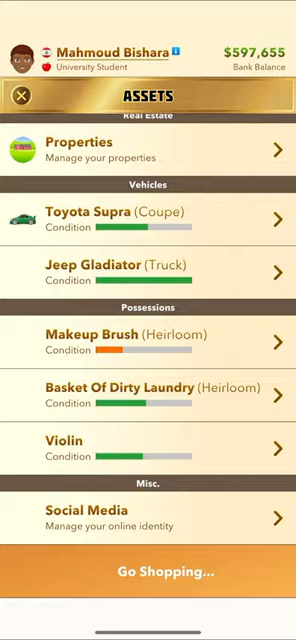 Mahmoud Bishara
$597,655
University Student
Bank Balance
ASSETS
Real Estate
Properties
Manage your properties
Vehicles
Toyota Supra (Coupe)
Condition
Jeep Gladiator (Truck)
Condition
Possessions
Makeup Brush (Heirloom)
Condition
Basket Of Dirty Laundry (Heirloom)
Condition
Violin
Condition
Misc.
Social Media
Manage your online identity
Go Shopping...